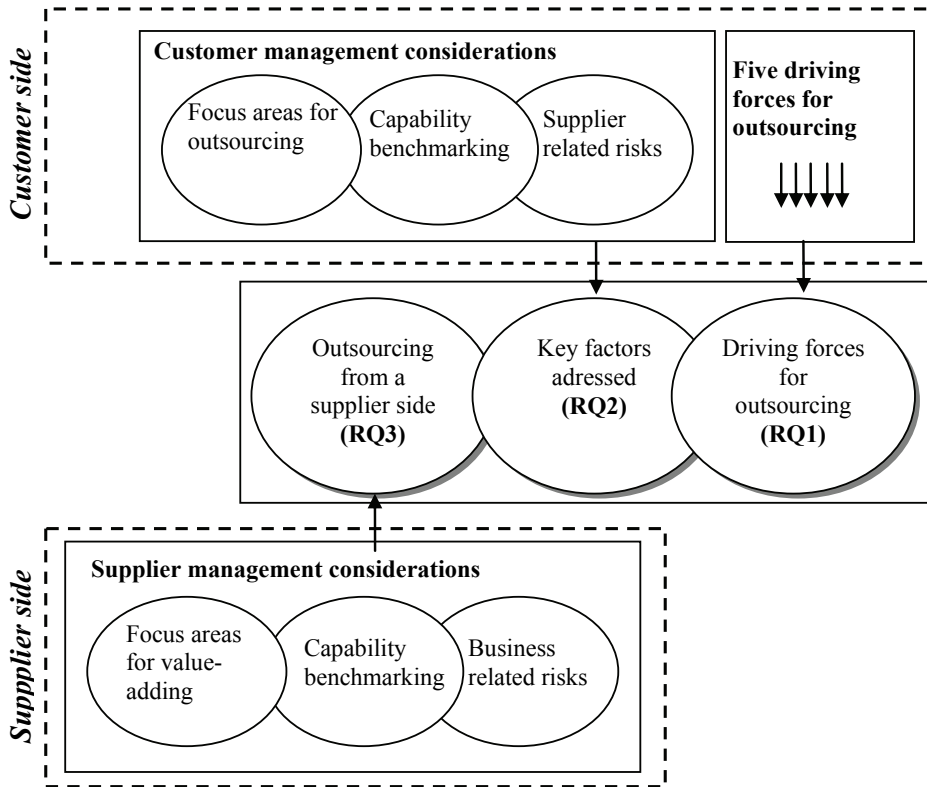 Customer side
Customer management considerations
Focus areas for
outsourcing
Capability
benchmarking
Supplier
related risks
Five driving
forces for
outsourcing
Outsourcing
from a
supplier side
(RQ3)
Key factors
adressed
(RQ2)
Driving forces
for
outsourcing
(RQ1)
Suppplier side
Supplier management considerations
Focus areas
for value-
adding
Capability
benchmarking
Business
related risks